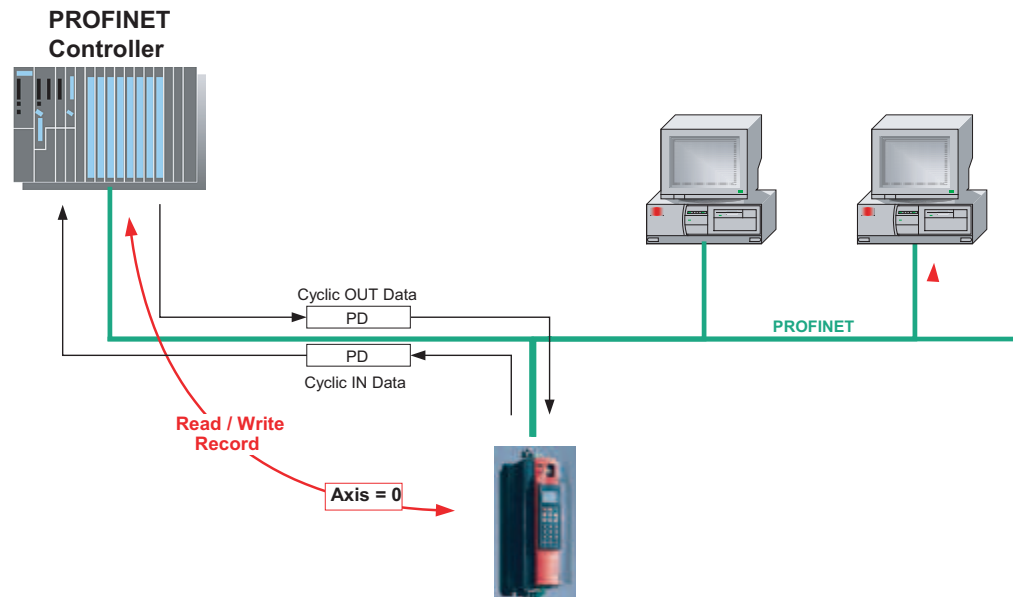 PROFINET
Controller
Cyclic OUT Data
PD
PROFINET
PD
Cyclic IN Data
Read / Write
Record
Axis = 0